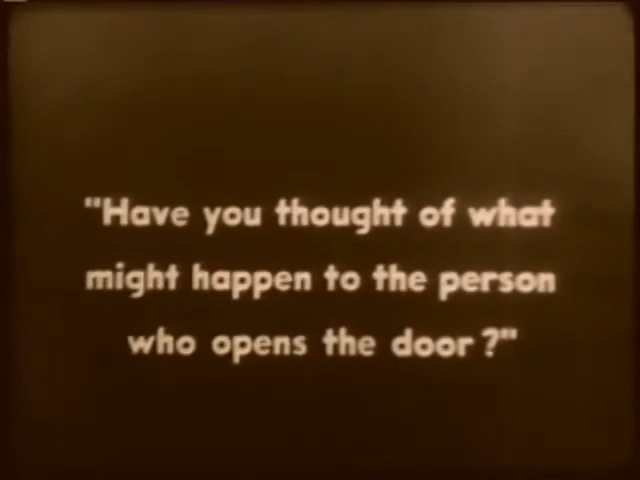 "Have you thought of what
might happen to the person
who opens the door?"